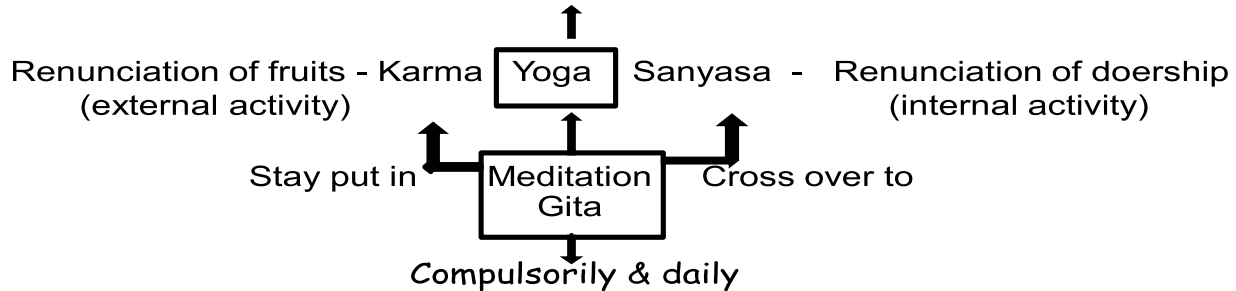 Renunciation of fruits - Karma Yoga Sanyasa - Renunciation of doership
(external activity) (internal activity)
Stay put in Meditation Cross over to
Gita
Compulsorily & daily